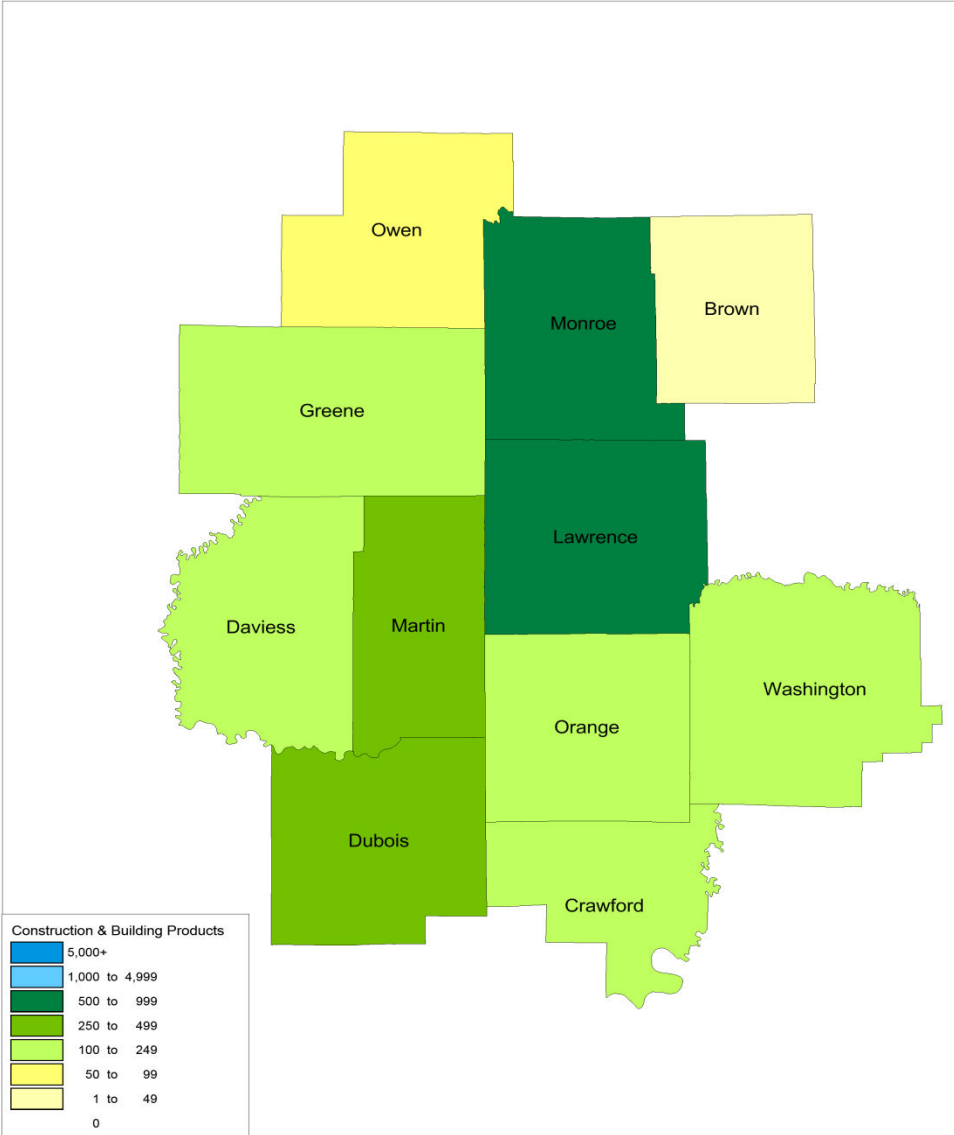 Owen
Brown
Monroe
Greene
Lawrence
Daviess
Martin
Washington
Orange
Dubois
Crawford
Construction & Building Products
5,000+
1,000 to 4,999
500 to 999
250 to 499
100 to 249
50 to 99
1 to 49
0